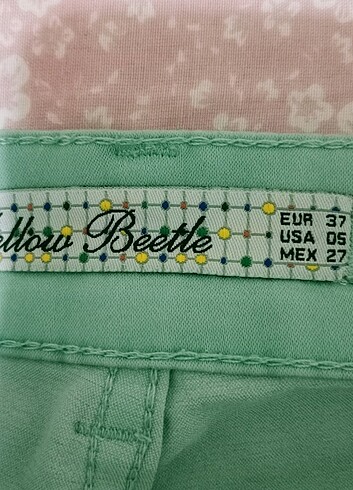 ellow Beetle
EUR 37
USA 05
MEX 27